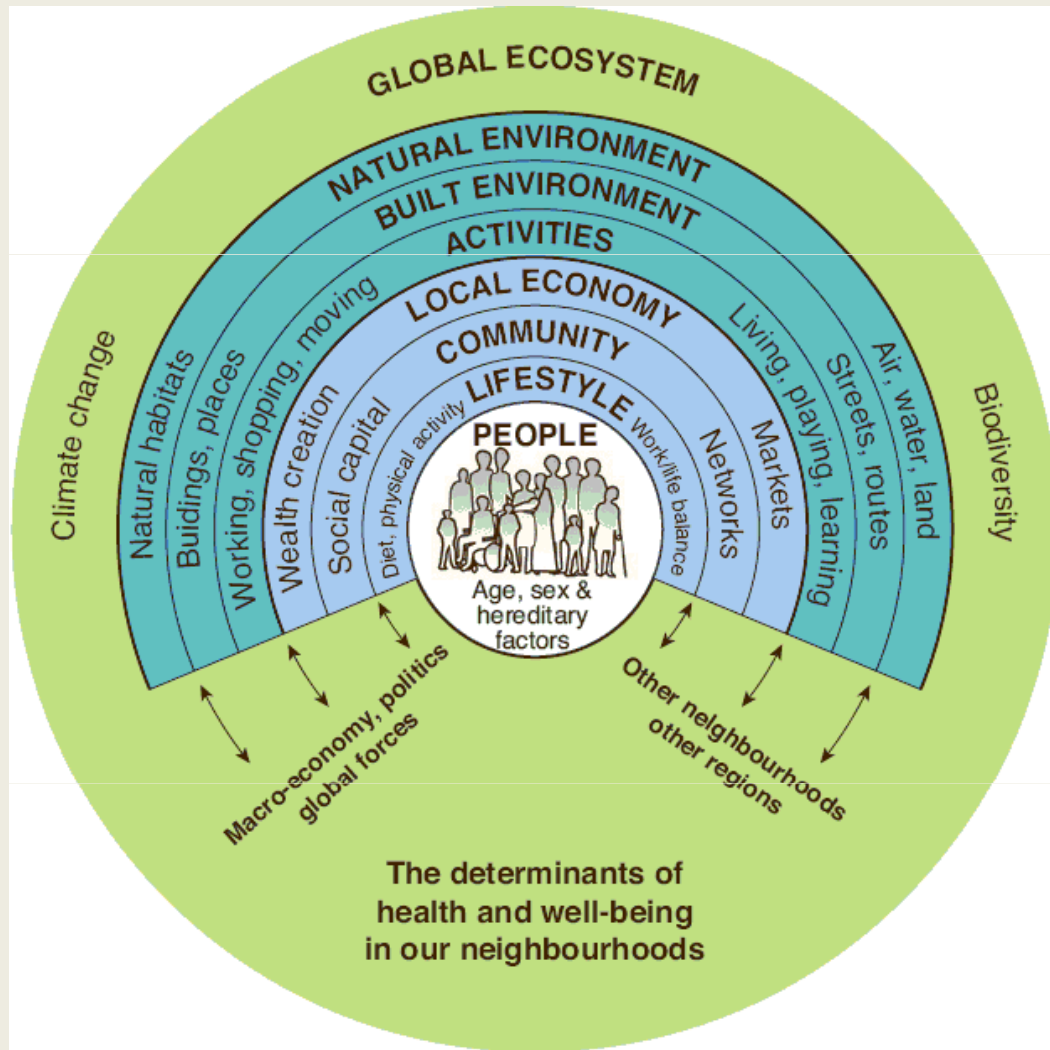 GLOBAL ECOSYSTEM
NATURAL ENVIRONMENT
BUILT ENVIRONMENT
ACTIVITIES
LOCAL ECONOMY
COMMUNITY
LIFESTYLE
PEOPLE
Age, sex &
hereditary
factors
Climate change
Natural habitats
Buidings, places
Working, shopping, moving
Wealth creation
Social capital
Diet, physical activity
Work/life balance
Networks
Markets
Living, playing, learning
Streets, routes
Air, water, land
Biodiversity
Macro-economy, politics
global forces
Other neighbourhoods
other regions
The determinants of
health and well-being
in our neighbourhoods